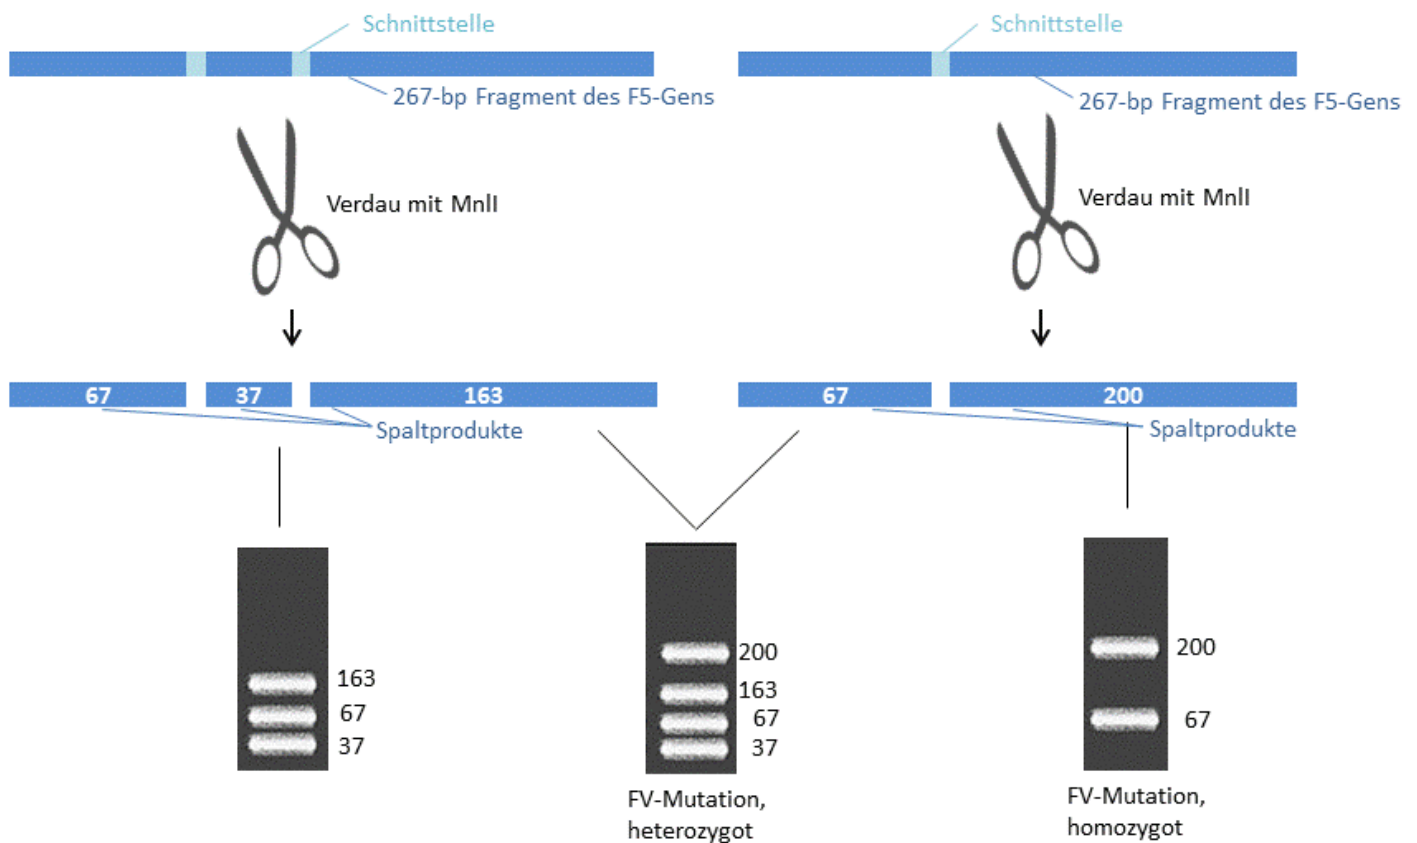 Schnittstelle
Schnittstelle
267-bp Fragment des F5-Gens
267-bp Fragment des F5-Gens
Verdau mit MnlI
Verdau mit MnlI
67
37
163
67
200
Spaltprodukte
Spaltprodukte
163
67
37
200
163
67
37
200
67
FV-Mutation,
heterozygot
FV-Mutation,
homozygot